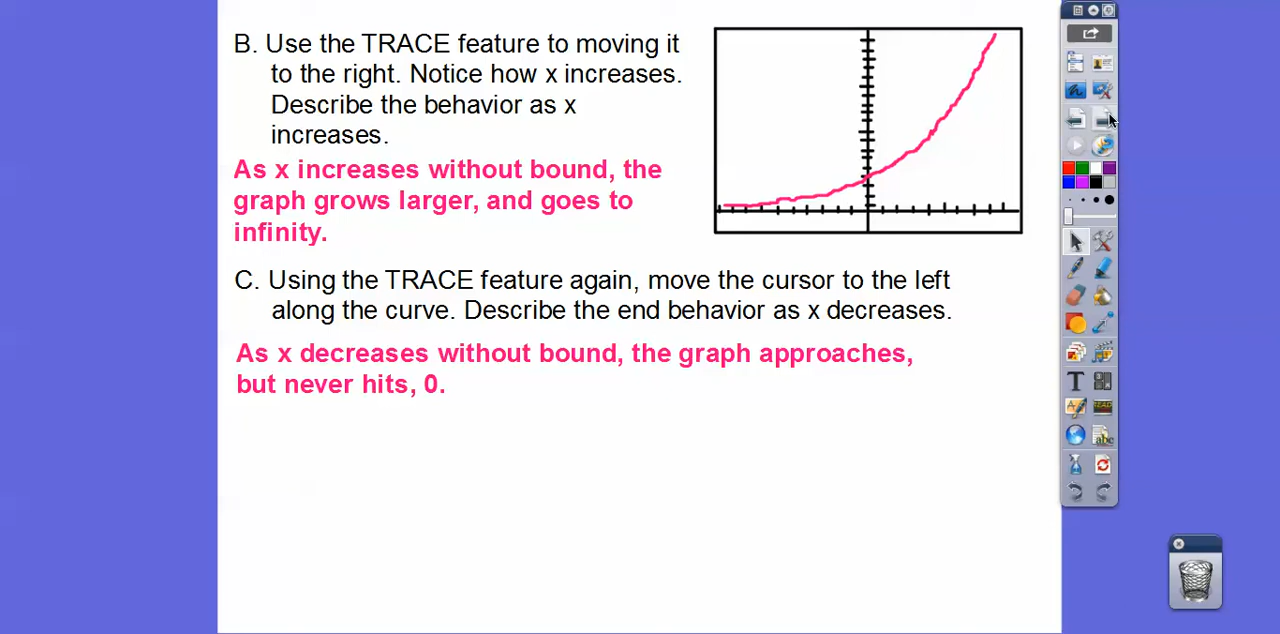 B. Use the TRACE feature to moving it
to the right. Notice how x increases.
Describe the behavior as x
increases.
As x increases without bound, the
graph grows larger, and goes to
infinity.
C. Using the TRACE feature again, move the cursor to the left
along the curve. Describe the end behavior as x decreases.
As x decreases without bound, the graph approaches,
but never hits, 0.